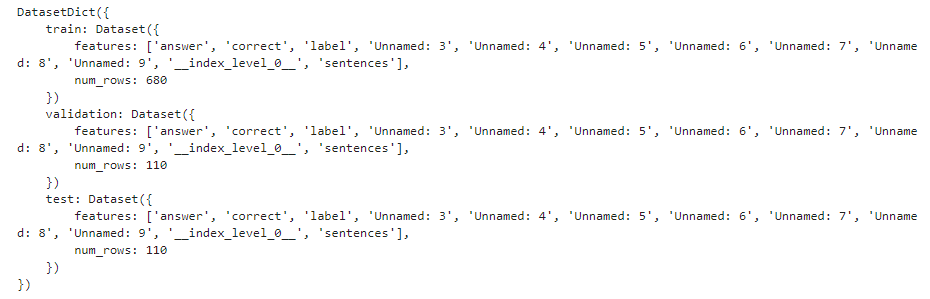 DatasetDict({
    train: Dataset({
        features: ['answer', 'correct', 'label', 'Unnamed: 3', 'Unnamed: 4', 'Unnamed: 5', 'Unnamed: 6', 'Unnamed: 7', 'Unname
d: 8', 'Unnamed: 9', '__index_level_0__', 'sentences'],
        num_rows: 680
    })
    validation: Dataset({
        features: ['answer', 'correct', 'label', 'Unnamed: 3', 'Unnamed: 4', 'Unnamed: 5', 'Unnamed: 6', 'Unnamed: 7', 'Unname
d: 8', 'Unnamed: 9', '__index_level_0__', 'sentences'],
        num_rows: 110
    })
    test: Dataset({
        features: ['answer', 'correct', 'label', 'Unnamed: 3', 'Unnamed: 4', 'Unnamed: 5', 'Unnamed: 6', 'Unnamed: 7', 'Unname
d: 8', 'Unnamed: 9', '__index_level_0__', 'sentences'],
        num_rows: 110
    })
})